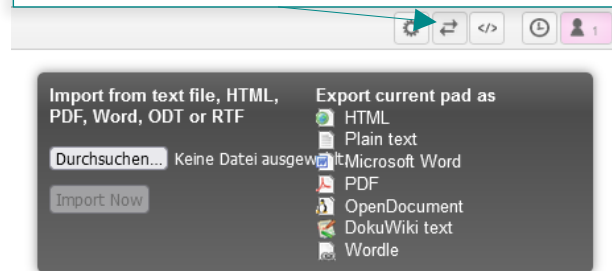 </> 1
Import from text file, HTML,
PDF, Word, ODT or RTF
Durchsuchen... Keine Datei ausgewählt.
Import Now
Export current pad as
HTML
Plain text
Microsoft Word
PDF
OpenDocument
DokuWiki text
Wordle